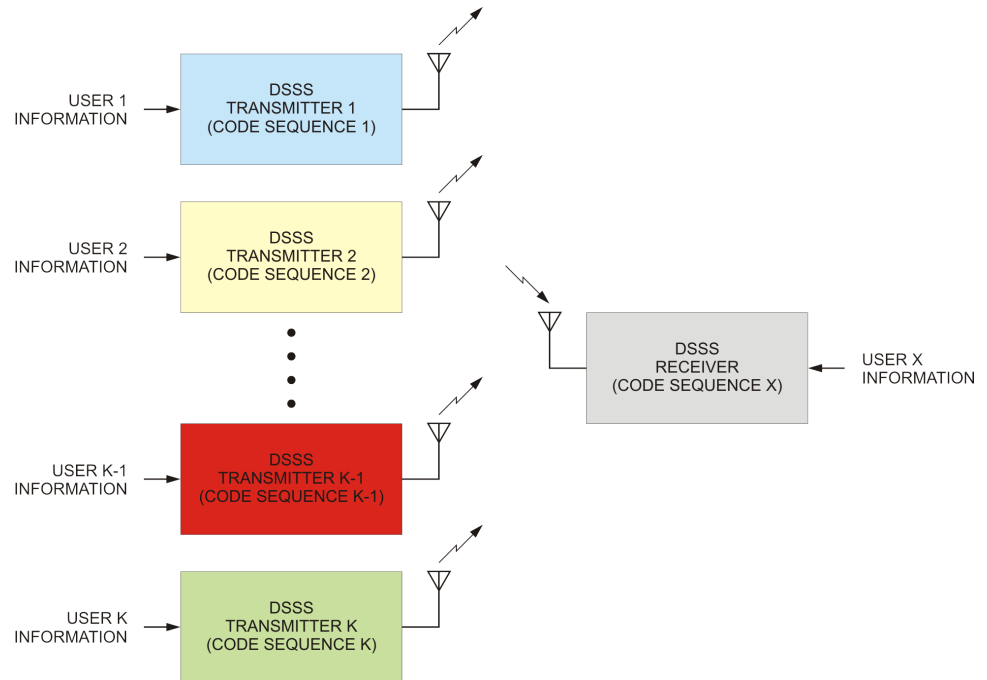 USER 1
INFORMATION
DSSS
TRANSMITTER 1
(CODE SEQUENCE 1)
USER 2
INFORMATION
DSSS
TRANSMITTER 2
(CODE SEQUENCE 2)
DSSS
RECEIVER
(CODE SEQUENCE X)
USER X
INFORMATION
USER K-1
INFORMATION
DSSS
TRANSMITTER K-1
(CODE SEQUENCE K-1)
USER K
INFORMATION
DSSS
TRANSMITTER K
(CODE SEQUENCE K)